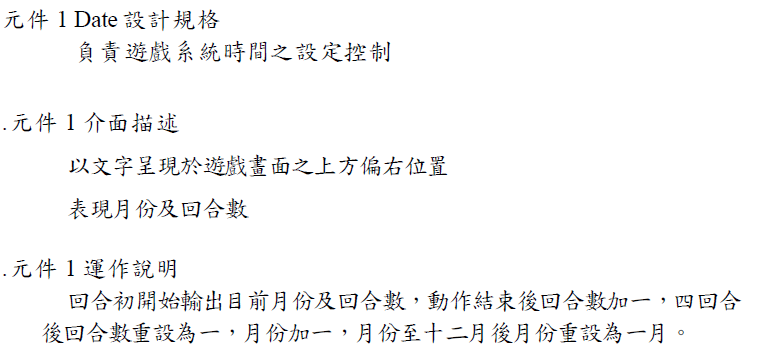 元件 1 Date 設計規格
負責遊戲系統時間之設定控制
.元件 1 介面描述
以文字呈現於遊戲畫面之上方偏右位置
表現月份及回合數
.元件 1 運作說明
回合初開始輸出目前月份及回合數，動作結束後回合數加一，四回合
後回合數重設為一，月份加一，月份至十二月後月份重設為一月。